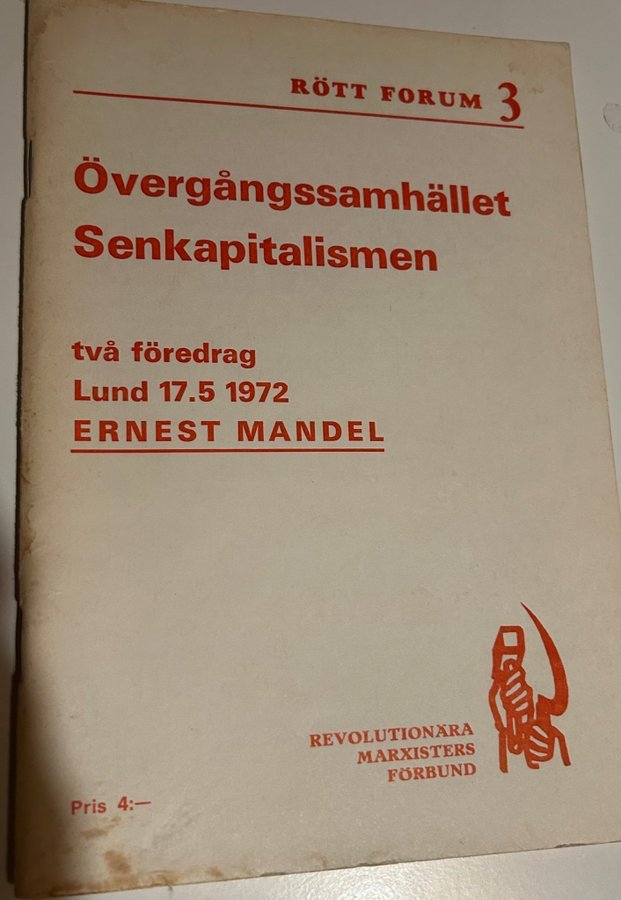 RÖTT FORUM 3
Övergångssamhället
Senkapitalismen
två föredrag
Lund 17.5 1972
ERNEST MANDEL
REVOLUTIONÄRA
MARXISTERS
FÖRBUND
Pris 4:—